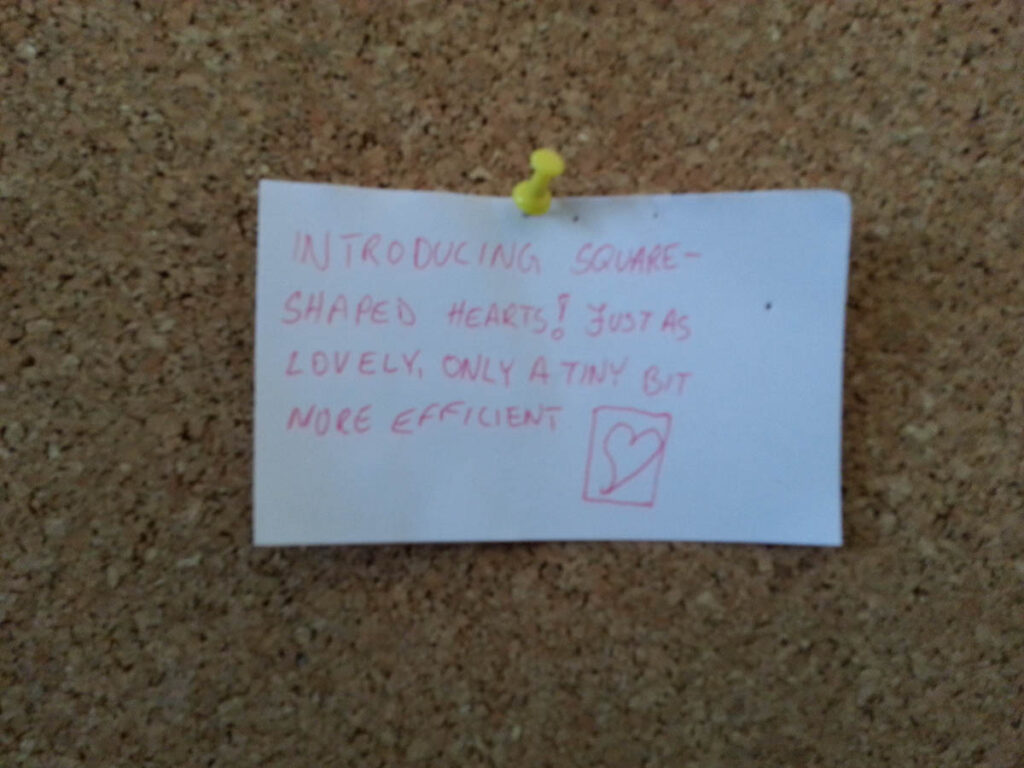 INTRODUCING SQUARE-
SHAPED HEARTS! JUST AS
LOVELY, ONLY A TINY BIT
MORE EFFICIENT